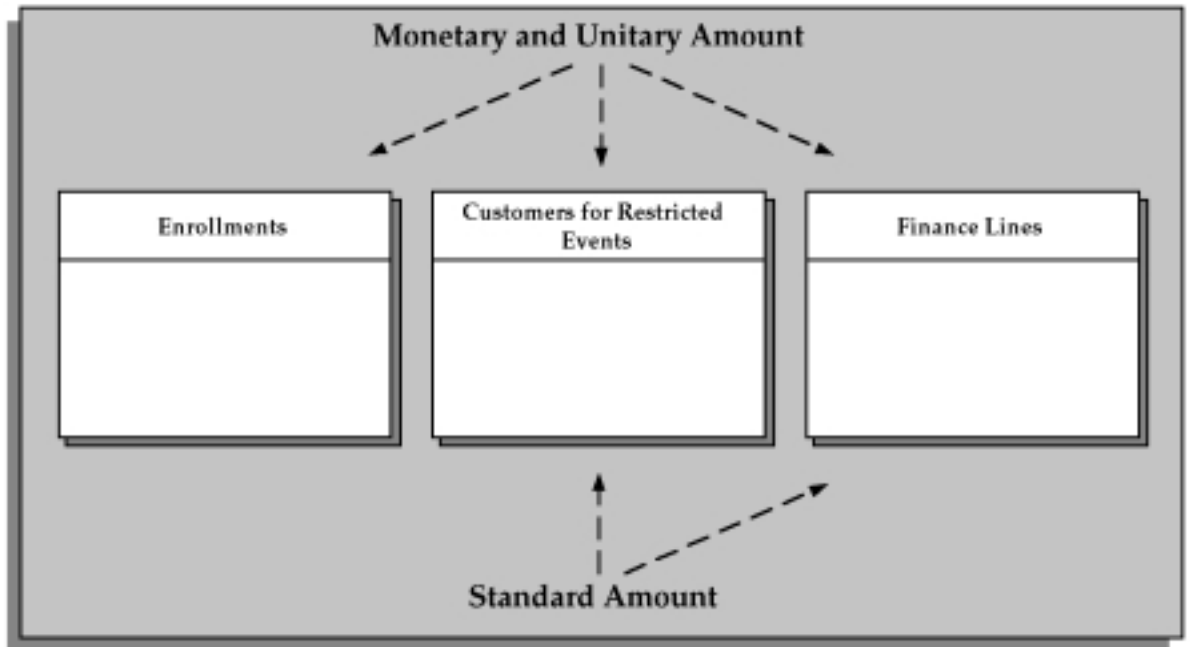 Monetary and Unitary Amount
Enrollments
Customers for Restricted
Events
Finance Lines
Standard Amount